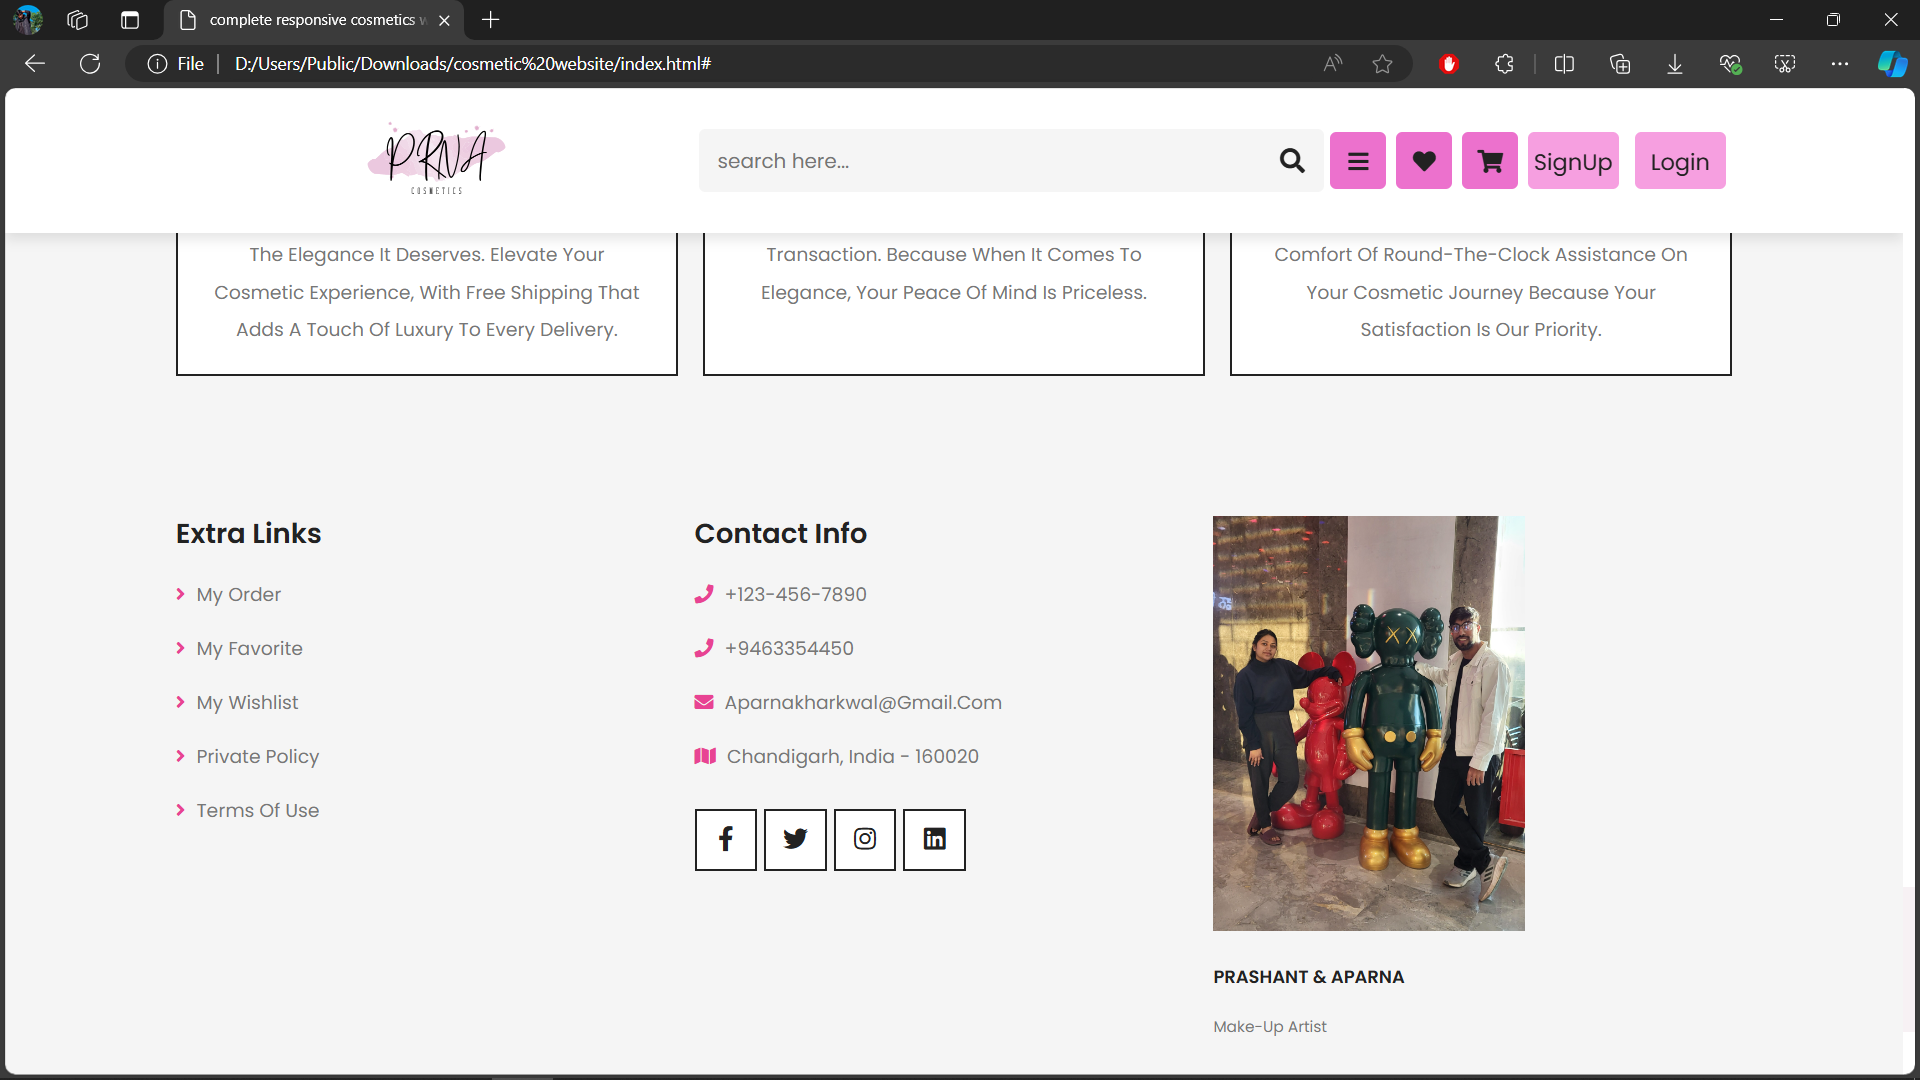 complete responsive cosmetics w
File
D:/Users/Public/Downloads/cosmetic%20website/index.html#
PRNA
COSMETICS
search here...
SignUp
Login
The Elegance It Deserves. Elevate Your
Cosmetic Experience, With Free Shipping That
Adds A Touch Of Luxury To Every Delivery.
Transaction. Because When It Comes To
Elegance, Your Peace Of Mind Is Priceless.
Comfort Of Round-The-Clock Assistance On
Your Cosmetic Journey Because Your
Satisfaction Is Our Priority.
Extra Links
My Order
My Favorite
My Wishlist
Private Policy
Terms Of Use
Contact Info
+123-456-7890
+9463354450
Aparnakharkwal@Gmail.Com
Chandigarh, India - 160020
PRASHANT & APARNA
Make-Up Artist